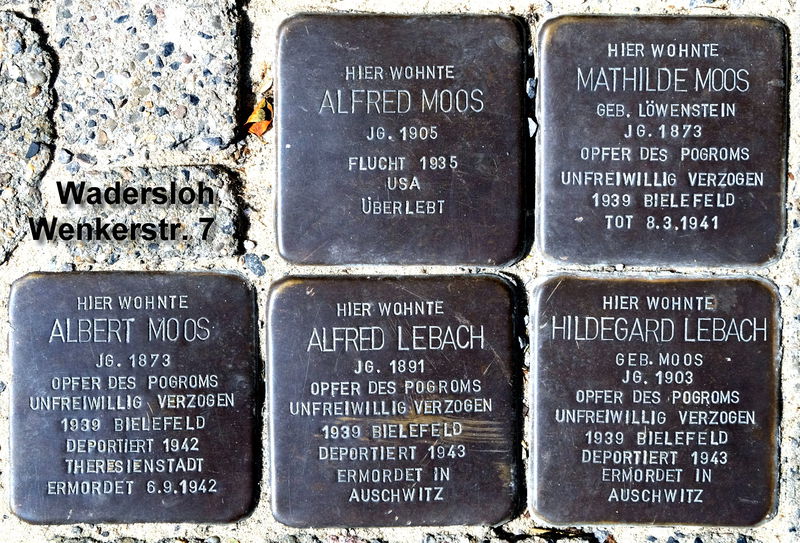 HIER WOHNTE
ALFRED MOOS
JG. 1905
FLUCHT 1935
USA
ÜBERLEBT
HIER WOHNTE
MATHILDE MOOS
GEB. LÖWENSTEIN
JG. 1873
OPFER DES POGROMS
UNFREIWILLIG VERZOGEN
1939 BIELEFELD
TOT 8.3.1941
Wadersloh
Wenkerstr. 7
HIER WOHNTE
ALBERT MOOS
JG. 1873
OPFER DES POGROMS
UNFREIWILLIG VERZOGEN
1939 BIELEFELD
DEPORTIERT 1942
THERESIENSTADT
ERMORDET 6.9.1942
HIER WOHNTE
ALFRED LEBACH
JG. 1891
OPFER DES POGROMS
UNFREIWILLIG VERZOGEN
1939 BIELEFELD
DEPORTIERT 1943
ERMORDET IN
AUSCHWITZ
HIER WOHNTE
HILDEGARD LEBACH
GEB. MOOS
JG. 1903
OPFER DES POGROMS
UNFREIWILLIG VERZOGEN
1939 BIELEFELD
DEPORTIERT 1943
ERMORDET IN
AUSCHWITZ